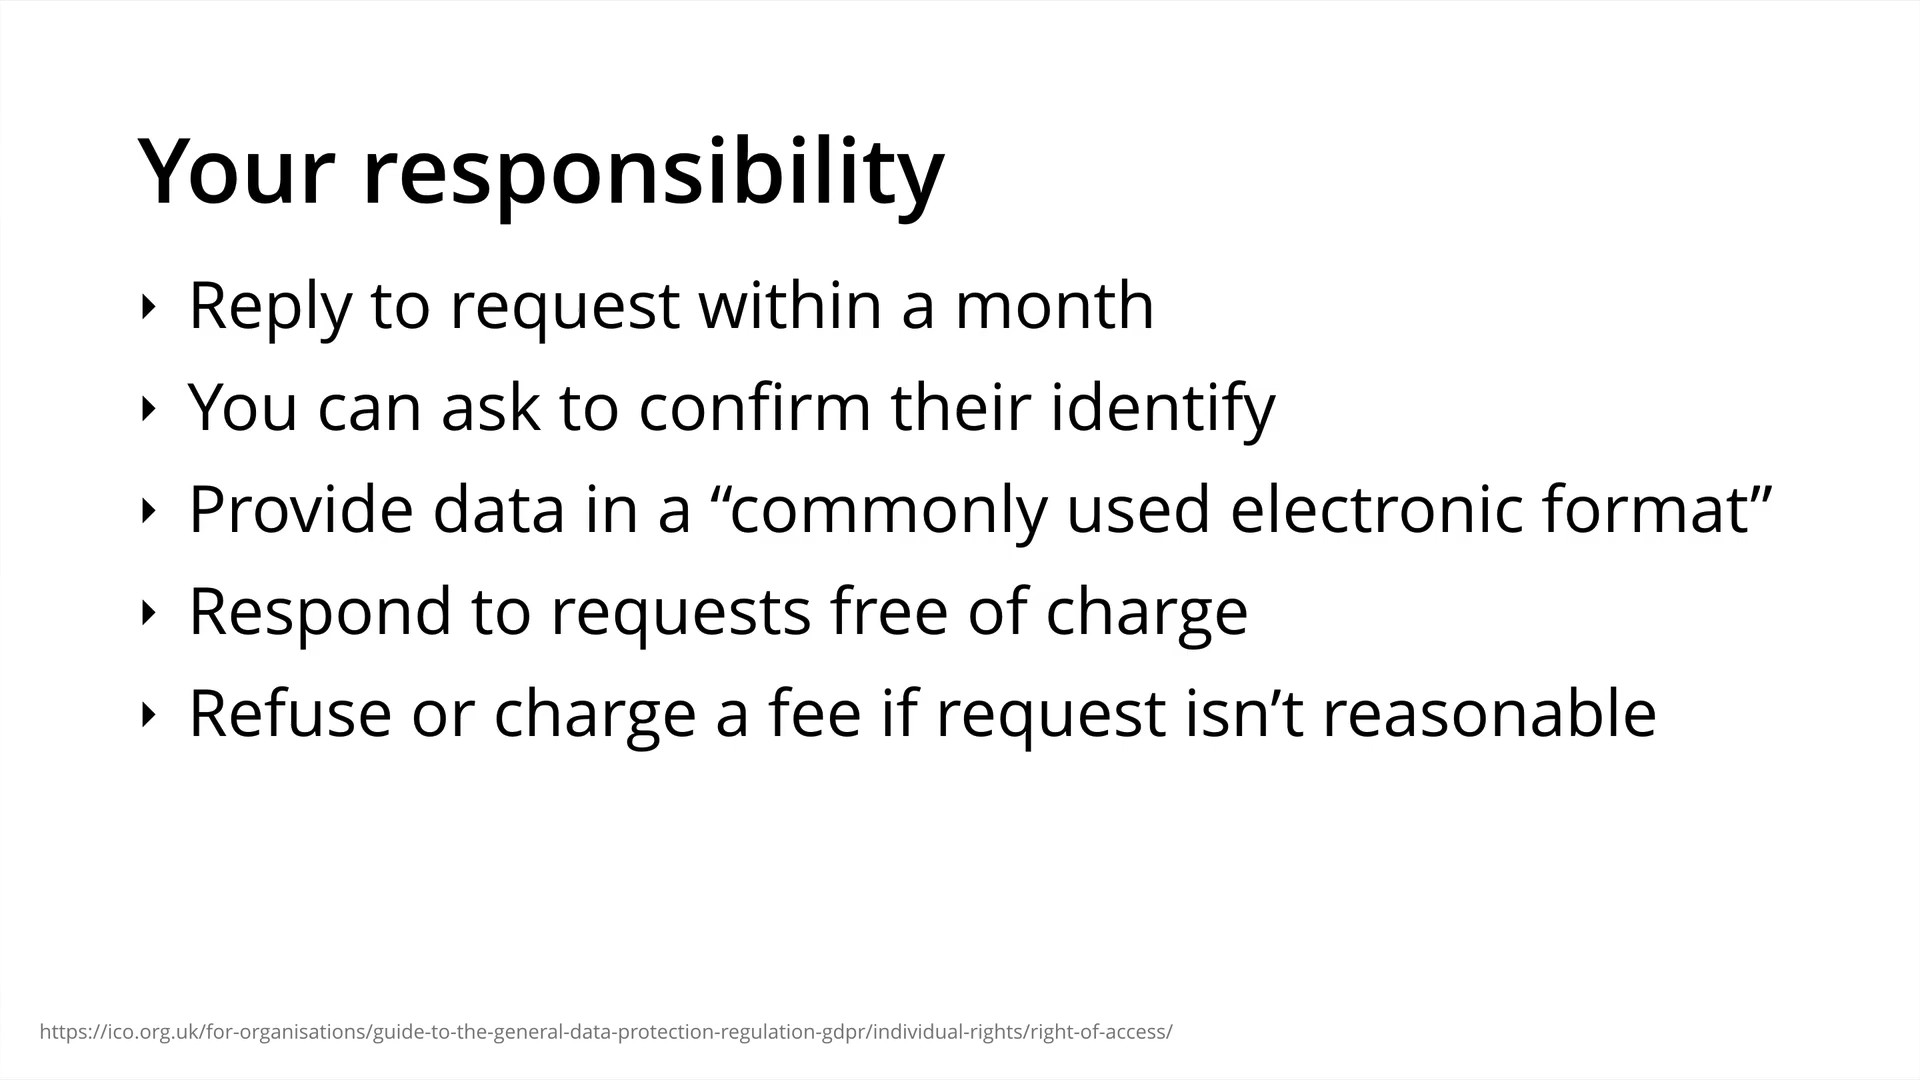 Your responsibility
‣ Reply to request within a month
‣ You can ask to confirm their identify
‣ Provide data in a “commonly used electronic format”
‣ Respond to requests free of charge
‣ Refuse or charge a fee if request isn’t reasonable
https://ico.org.uk/for-organisations/guide-to-the-general-data-protection-regulation-gdpr/individual-rights/right-of-access/